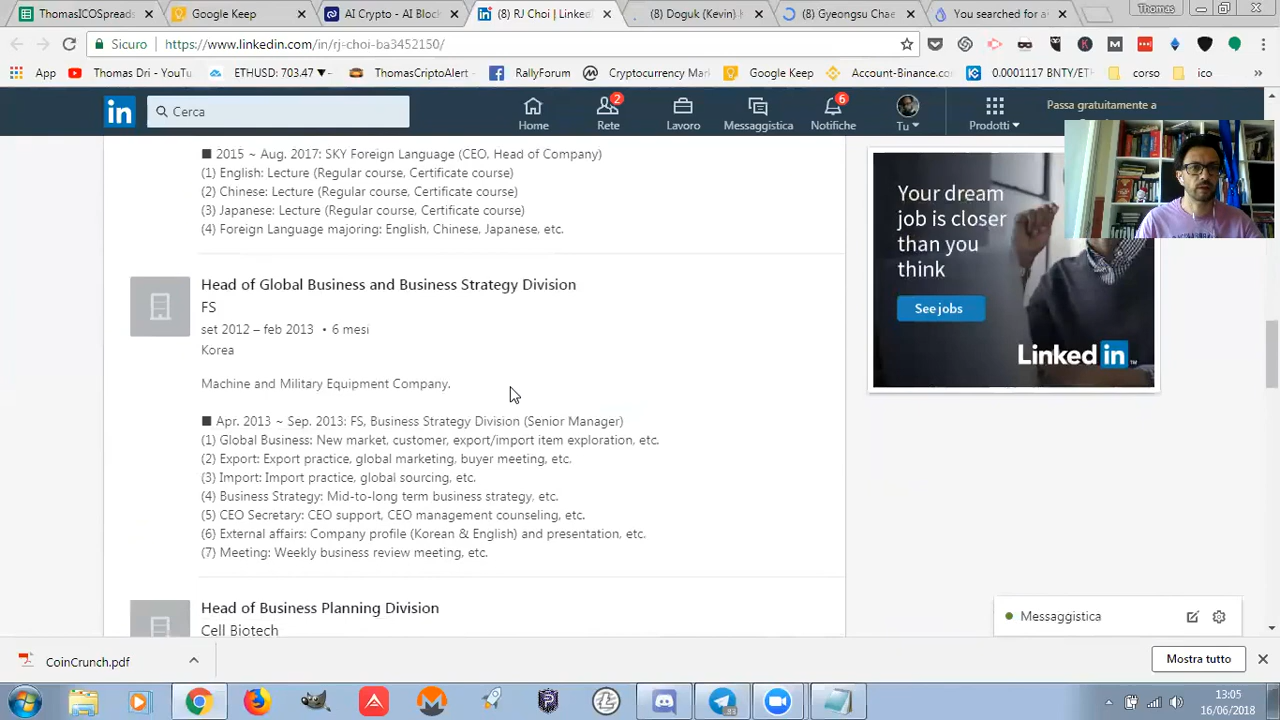 ThomasICOSpreads
Google Keep
AI Crypto - AI Bloc
(8) RJ Choi | Linked
(8) Doguk (Kevin) H
(8) Gyeongsu Chae
You searched for a
Thomas
Sicuro
https://www.linkedin.com/in/rj-choi-ba3452150/
App
Thomas Dri - YouTu
ETHUSD: 703.47 ▼
ThomasCriptoAlert
RallyForum
Cryptocurrency Mar
Google Keep
Account-Binance.co
0.0001117 BNTY/ET
corso
Ico
Cerca
Home
2
Rete
Lavoro
Messaggistica
6
Notifiche
Tu
Prodotti
Passa gratuitamente a
■ 2015 ~ Aug. 2017: SKY Foreign Language (CEO, Head of Company)
(1) English: Lecture (Regular course, Certificate course)
(2) Chinese: Lecture (Regular course, Certificate course)
(3) Japanese: Lecture (Regular course, Certificate course)
(4) Foreign Language majoring: English, Chinese, Japanese, etc.
Head of Global Business and Business Strategy Division
FS
set 2012 – feb 2013 • 6 mesi
Korea
Machine and Military Equipment Company.
■ Apr. 2013 ~ Sep. 2013: FS, Business Strategy Division (Senior Manager)
(1) Global Business: New market, customer, export/import item exploration, etc.
(2) Export: Export practice, global marketing, buyer meeting, etc.
(3) Import: Import practice, global sourcing, etc.
(4) Business Strategy: Mid-to-long term business strategy, etc.
(5) CEO Secretary: CEO support, CEO management counseling, etc.
(6) External affairs: Company profile (Korean & English) and presentation, etc.
(7) Meeting: Weekly business review meeting, etc.
Head of Business Planning Division
Cell Biotech
Your dream
job is closer
than you
think
See jobs
Linked in
Messaggistica
CoinCrunch.pdf
Mostra tutto
13:05
16/06/2018